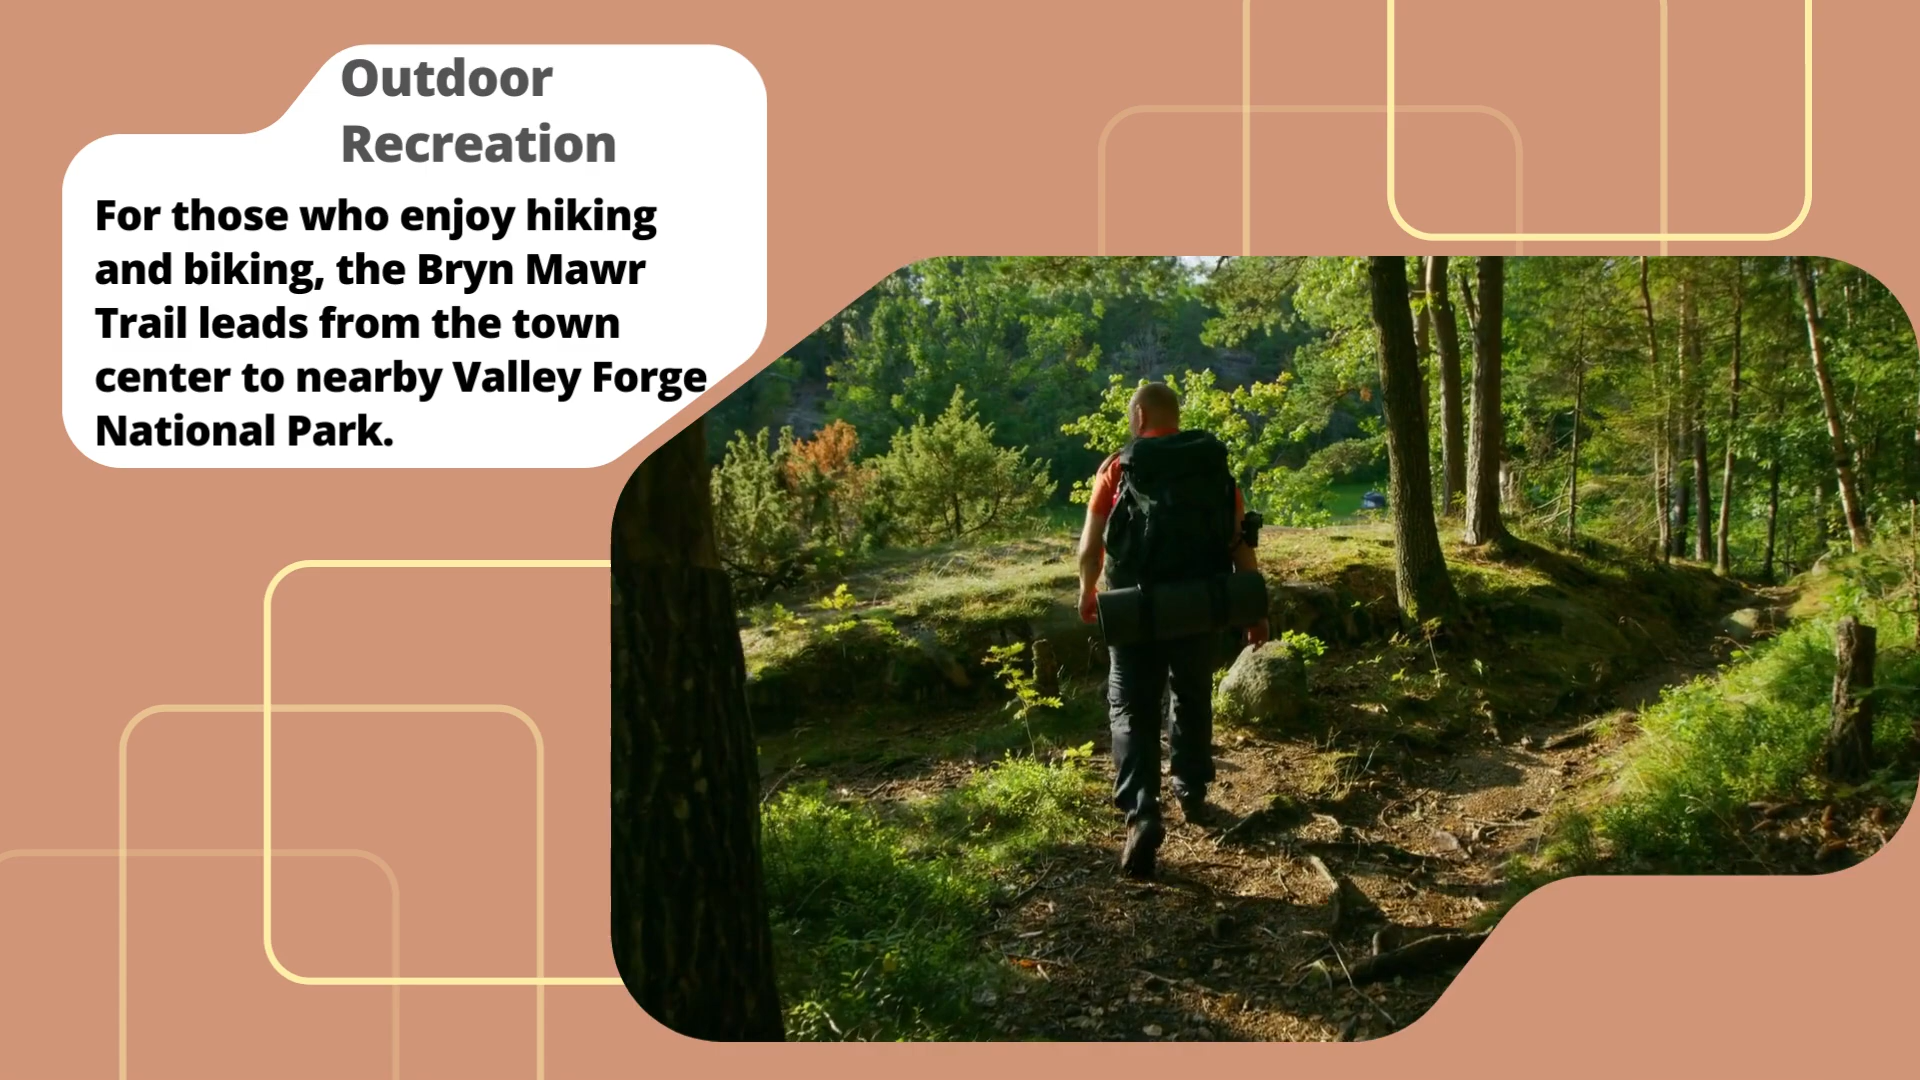 Outdoor
Recreation
For those who enjoy hiking
and biking, the Bryn Mawr
Trail leads from the town
center to nearby Valley Forge
National Park.